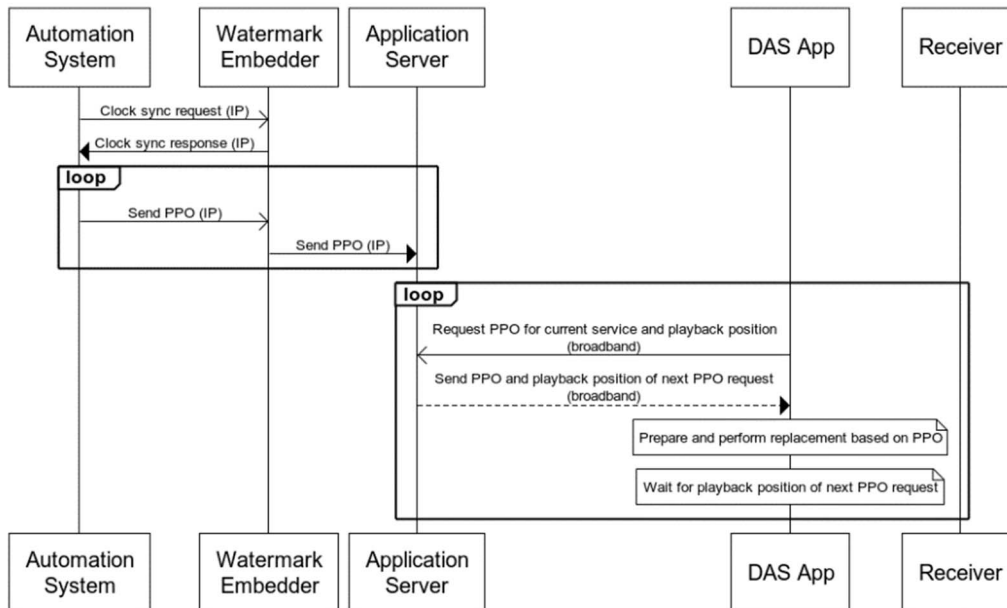 Automation
System
Watermark
Embedder
Application
Server
DAS App
Receiver
Clock sync request (IP)
Clock sync response (IP)
loop
Send PPO (IP)
Send PPO (IP)
loop
Request PPO for current service and playback position
(broadband)
Send PPO and playback position of next PPO request
(broadband)
Prepare and perform replacement based on PPO
Wait for playback position of next PPO request
Automation
System
Watermark
Embedder
Application
Server
DAS App
Receiver